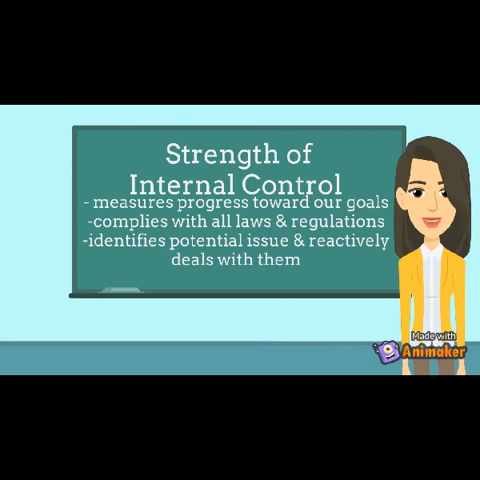 Strength of
Internal Control
- measures progress toward our goals
-complies with all laws & regulations
-identifies potential issue & reactively
deals with them
Made with
Animaker